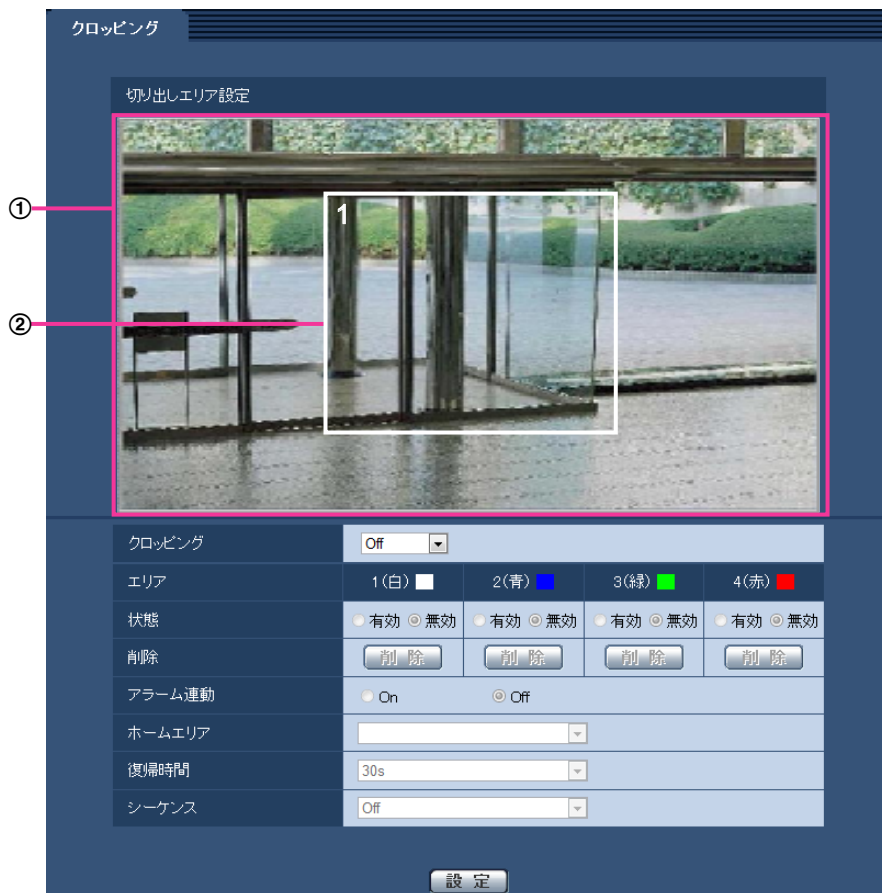 クロッピング
切り出しエリア設定
①
1
②
クロッピング Off
エリア 1(白) 2(青) 3(緑) 4(赤)
状態 有効 無効 有効 無効 有効 無効 有効 無効
削除 削除 削除 削除 削除
アラーム連動 On Off
ホームエリア
復帰時間 30s
シーケンス Off
設定